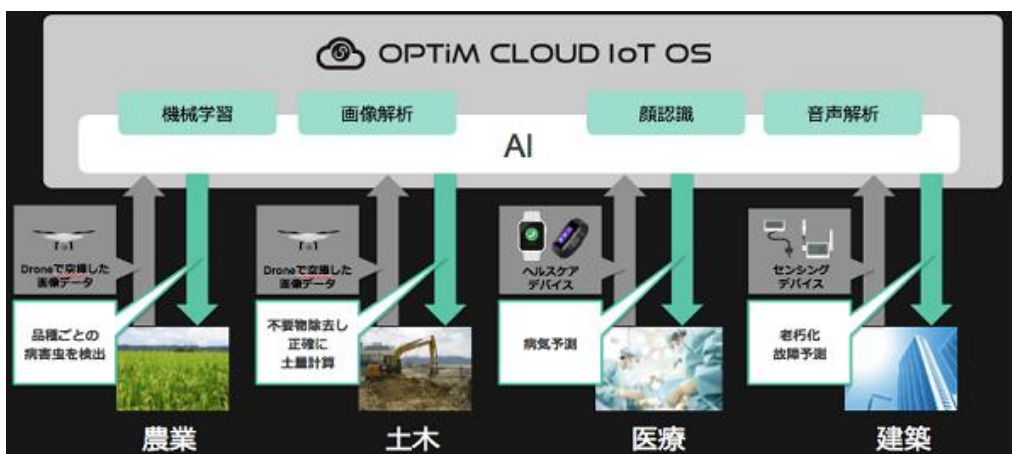 OPTiM CLOUD IoT OS
機械学習
画像解析
顔認識
音声解析
AI
Droneで空撮した
画像データ
Droneで空撮した
画像データ
ヘルスケア
デバイス
センシング
デバイス
品種ごとの
病害虫を検出
不要物除去し
正確に
土量計算
病気予測
老朽化
故障予測
農業
土木
医療
建築